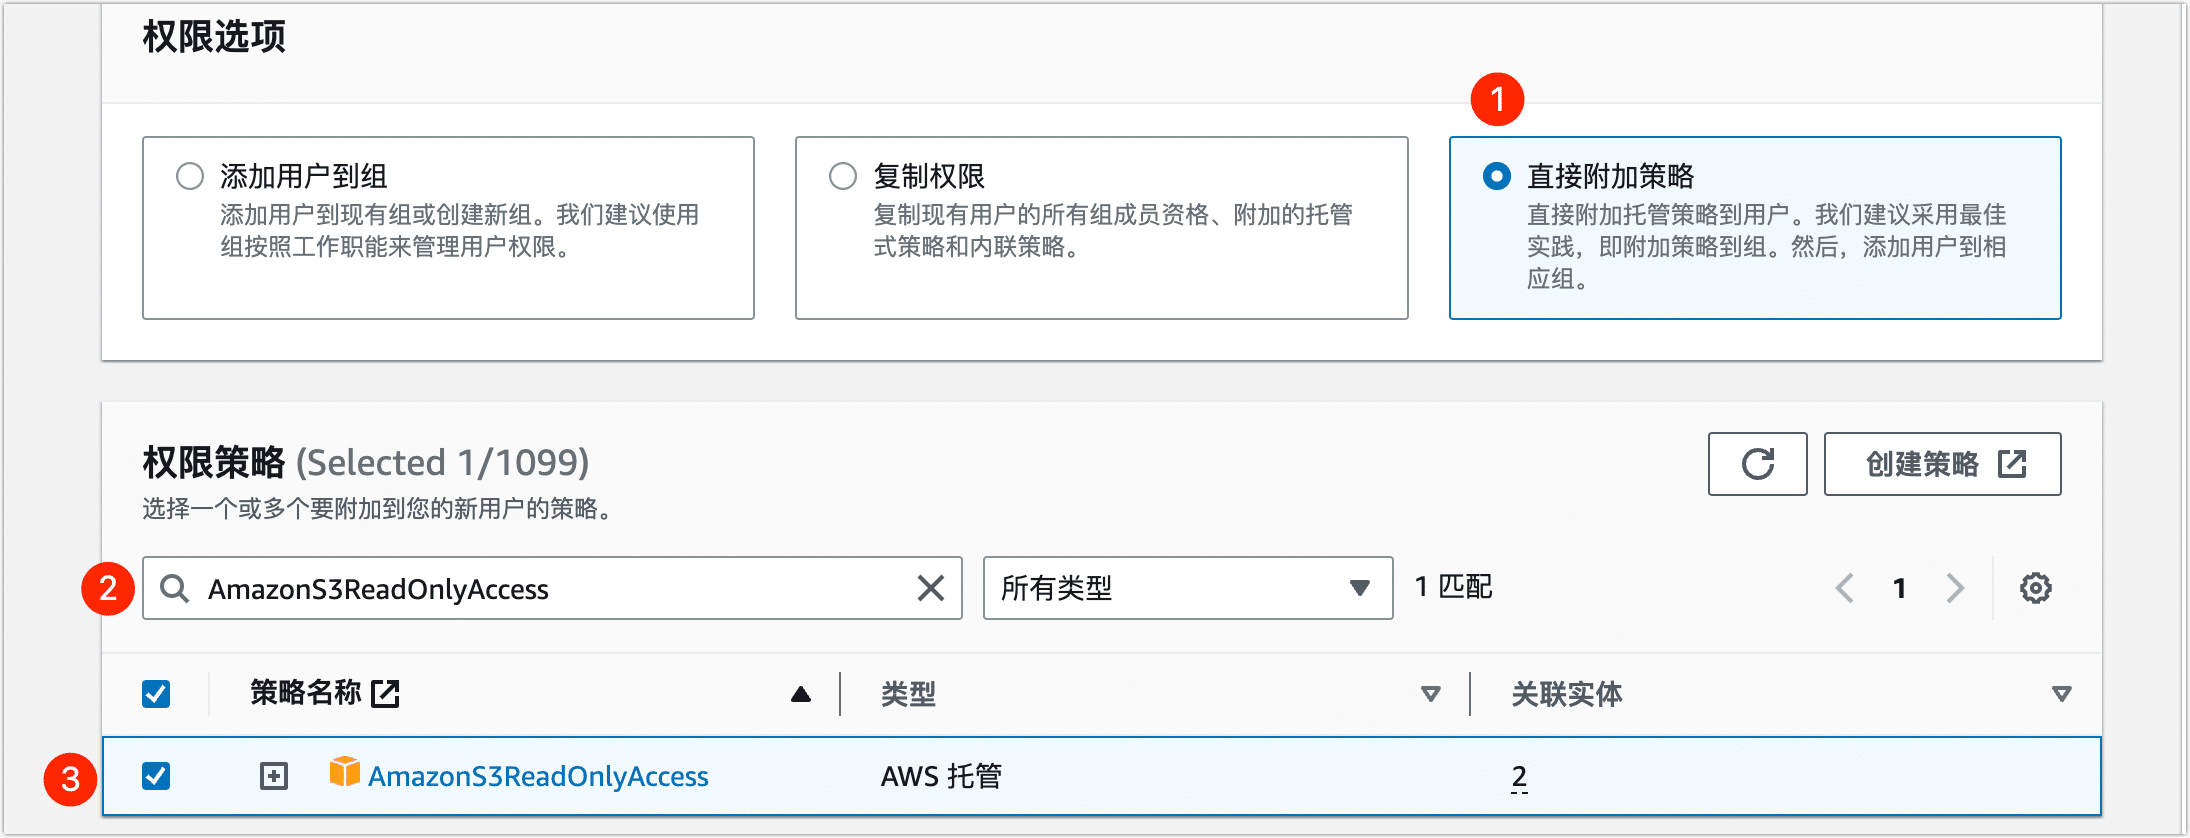 权限选项
1
添加用户到组
添加用户到现有组或创建新组。我们建议使用
组按照工作职能来管理用户权限。
复制权限
复制现有用户的所有组成员资格、附加的托管
式策略和内联策略。
直接附加策略
直接附加托管策略到用户。我们建议采用最佳
实践，即附加策略到组。然后，添加用户到相
应组。
权限策略 (Selected 1/1099)
选择一个或多个要附加到您的新用户的策略。
创建策略
2
AmazonS3ReadOnlyAccess
所有类型
1 匹配
1
策略名称
类型
关联实体
3
AmazonS3ReadOnlyAccess
AWS 托管
2